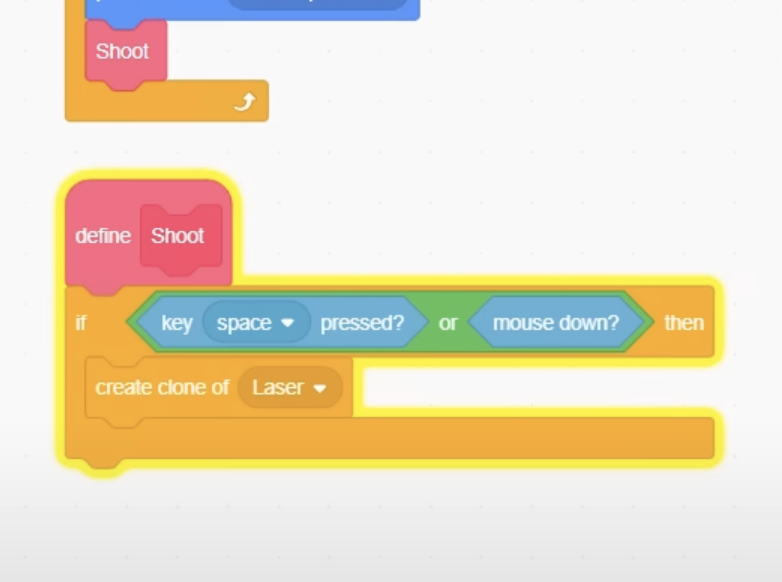 Shoot
define Shoot
if key space pressed? or mouse down? then
create clone of Laser